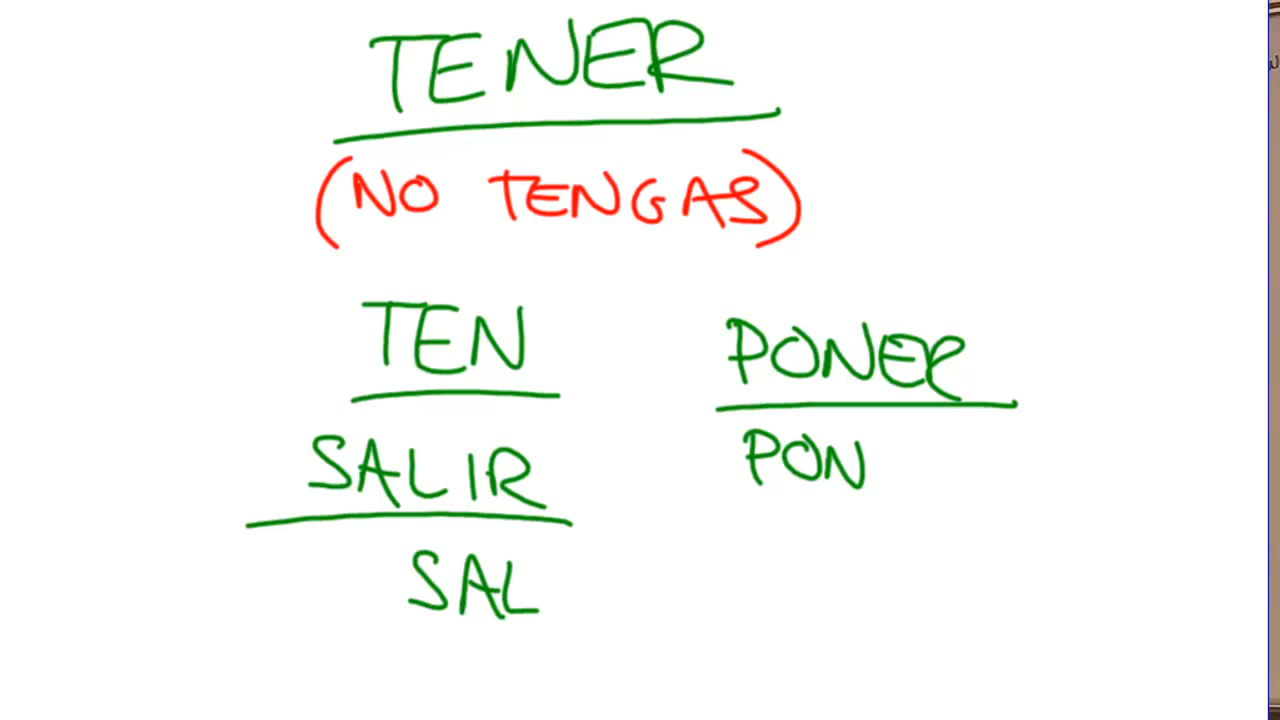 TENER
(NO TENGAS)
TEN
SALIR
SAL
PONER
PON